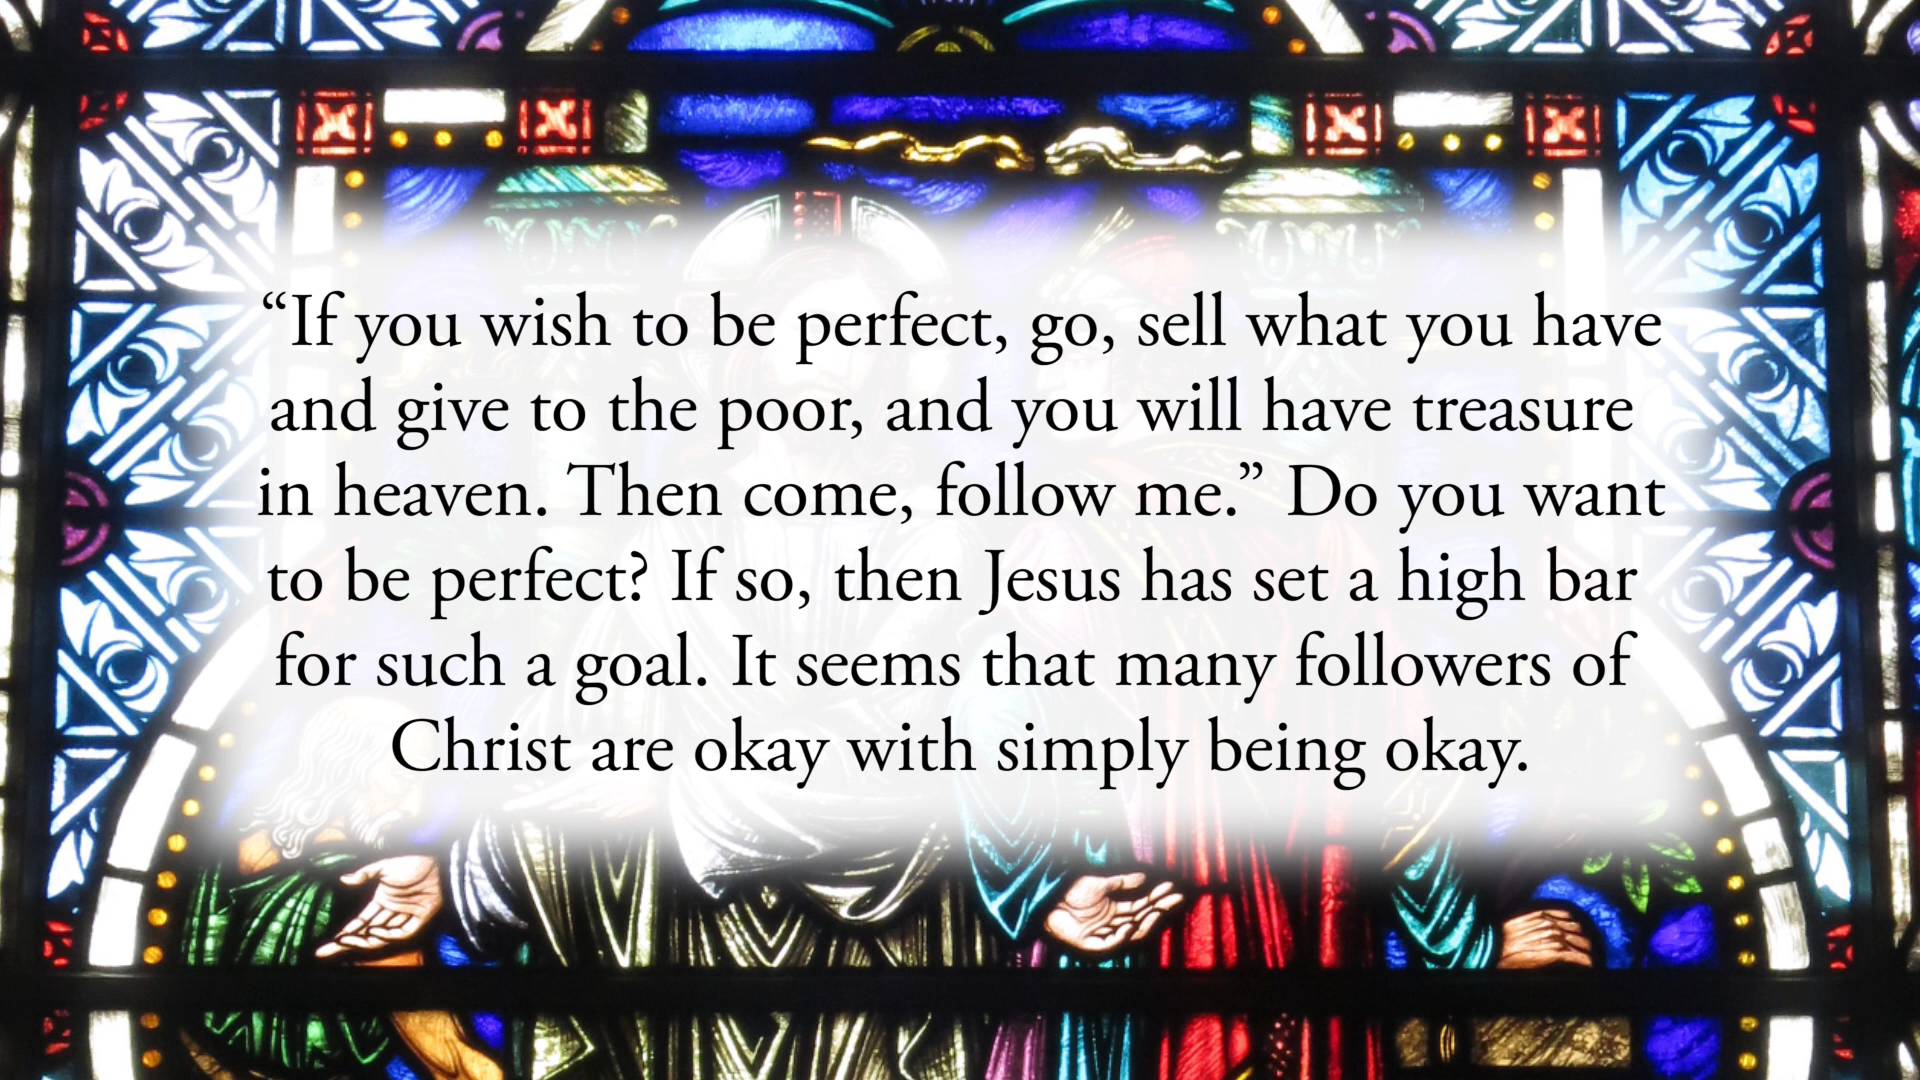 “If you wish to be perfect, go, sell what you have
and give to the poor, and you will have treasure
in heaven. Then come, follow me.” Do you want
to be perfect? If so, then Jesus has set a high bar
for such a goal. It seems that many followers of
Christ are okay with simply being okay.